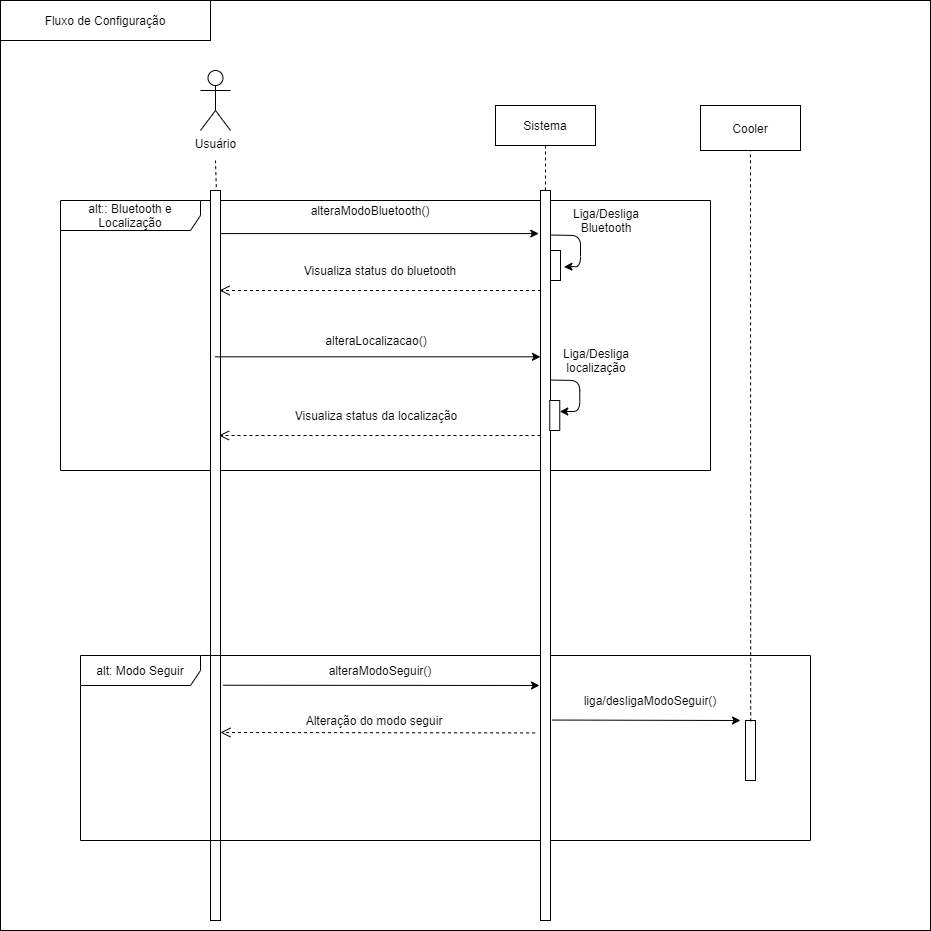 Fluxo de Configuração
Usuário
Sistema
Cooler
alt:: Bluetooth e
Localização
alteraModoBluetooth()
Liga/Desliga
Bluetooth
Visualiza status do bluetooth
alteraLocalizacao()
Liga/Desliga
localização
Visualiza status da localização
alt: Modo Seguir
alteraModoSeguir()
liga/desligaModoSeguir()
Alteração do modo seguir